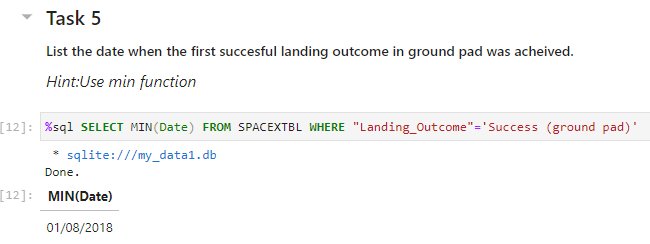 Task 5
List the date when the first succesful landing outcome in ground pad was acheived.
Hint:Use min function
[12]: %sql SELECT MIN(Date) FROM SPACEXTBL WHERE "Landing_Outcome"='Success (ground pad)'
* sqlite:///my_data1.db
Done.
[12]: MIN(Date)
01/08/2018